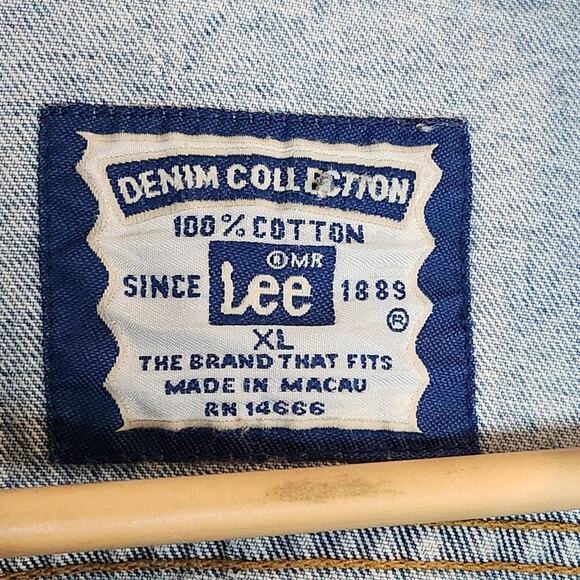 DENIM COLLECTION
100% COTTON
® MR
SINCE Lee 1889
®
XL
THE BRAND THAT FITS
MADE IN MACAU
RN 14666